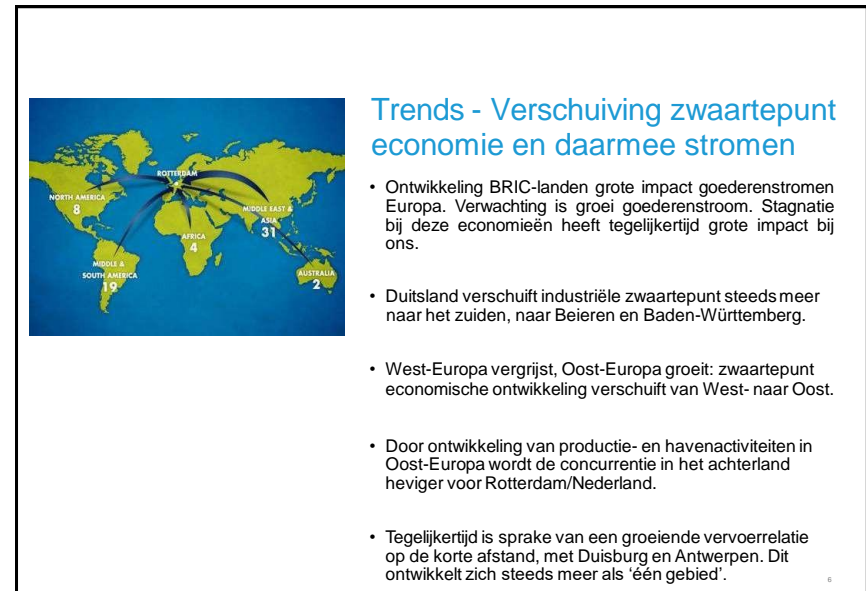 Trends - Verschuiving zwaartepunt
economie en daarmee stromen
ROTTERDAM
NORTH AMERICA
8
MIDDLE EAST &
ASIA
31
AFRICA
4
MIDDLE &
SOUTH AMERICA
19
AUSTRALIA
2
• Ontwikkeling BRIC-landen grote impact goederenstromen
Europa. Verwachting is groei goederenstroom. Stagnatie
bij deze economieën heeft tegelijkertijd grote impact bij
ons.
• Duitsland verschuift industriële zwaartepunt steeds meer
naar het zuiden, naar Beieren en Baden-Württemberg.
• West-Europa vergrijst, Oost-Europa groeit: zwaartepunt
economische ontwikkeling verschuift van West- naar Oost.
• Door ontwikkeling van productie- en havenactiviteiten in
Oost-Europa wordt de concurrentie in het achterland
heviger voor Rotterdam/Nederland.
• Tegelijkertijd is sprake van een groeiende vervoerrelatie
op de korte afstand, met Duisburg en Antwerpen. Dit
ontwikkelt zich steeds meer als ‘één gebied’.
6